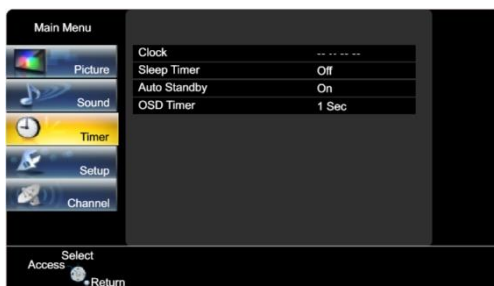 Main Menu
Picture
Sound
Timer
Setup
Channel
Clock -- -- -- --
Sleep Timer Off
Auto Standby On
OSD Timer 1 Sec
Select
Access
Return